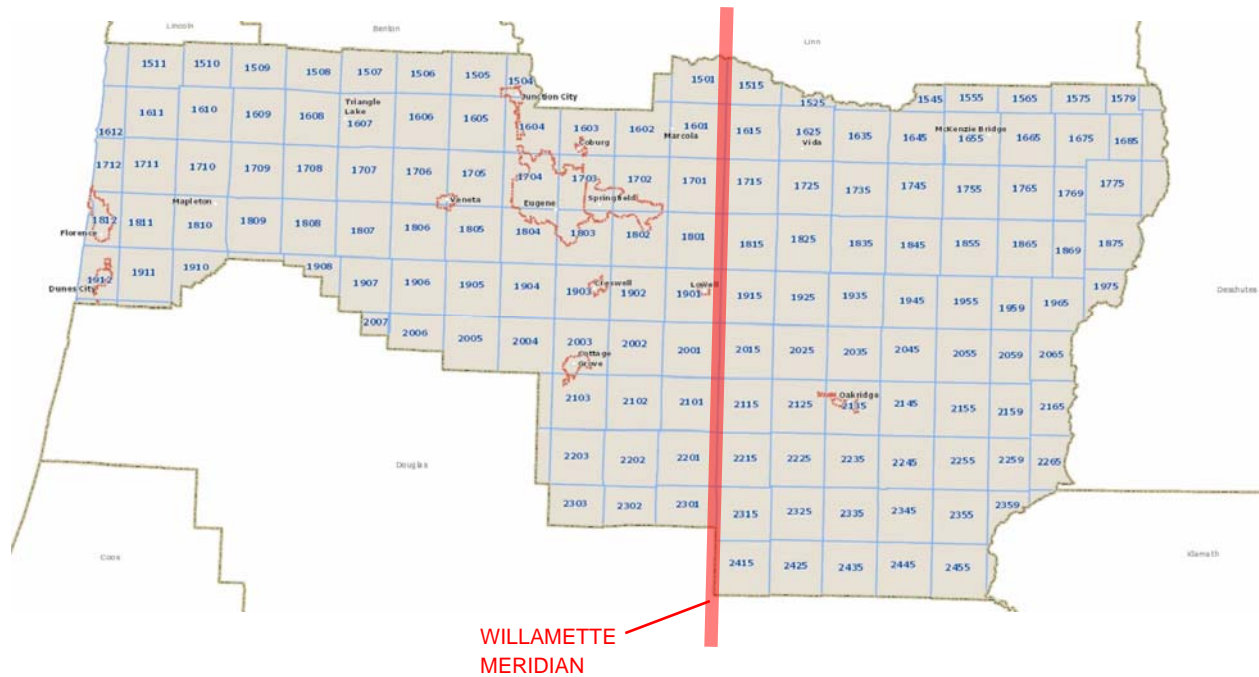 Lincoln
Benton
Linn
1511 1510 1509 1508 1507 1506 1505 1504 1501 1515
1525 1545 1555 1565 1575 1579
Junction City
Triangle
Lake
1612 1611 1610 1609 1608 1607 1606 1605 1604 1603 1602 1601 1615 1625 1635 1645 1655 1665 1675 1685
Coburg
Marcola
Vida
McKenzie Bridge
1712 1711 1710 1709 1708 1707 1706 1705 1704 1703 1702 1701 1715 1725 1735 1745 1755 1765 1769 1775
Mapleton
Veneta
Eugene
Springfield
1812 1811 1810 1809 1808 1807 1806 1805 1804 1803 1802 1801 1815 1825 1835 1845 1855 1865 1869 1875
Florence
1912 1911 1910 1908 1907 1906 1905 1904 1903 1902 1901 1915 1925 1935 1945 1955 1959 1965 1975
Dunes City
Creswell
Lowell
Deschutes
2007 2006 2005 2004 2003 2002 2001 2015 2025 2035 2045 2055 2059 2065
Cottage
Grove
2103 2102 2101 2115 2125 2135 2145 2155 2159 2165
Oakridge
2203 2202 2201 2215 2225 2235 2245 2255 2259 2265
Douglas
2303 2302 2301 2315 2325 2335 2345 2355 2359
Coos
Klamath
2415 2425 2435 2445 2455
WILLAMETTE
MERIDIAN